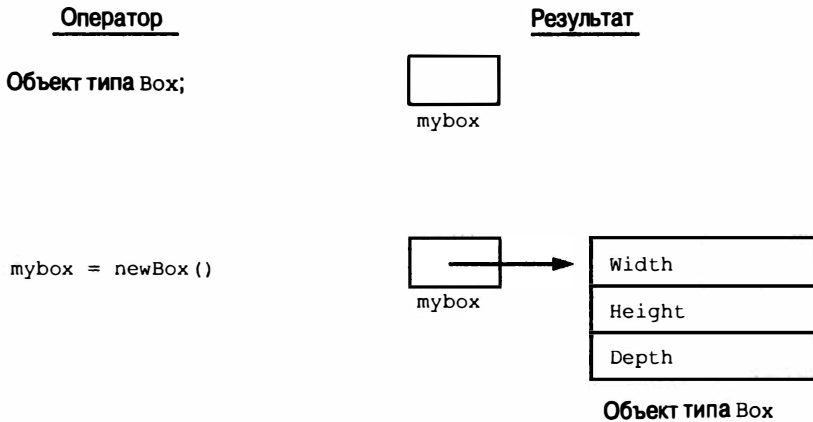 Оператор
Результат
Объект типа Box;
mybox
mybox = newBox()
mybox
Width
Height
Depth
Объект типа Box